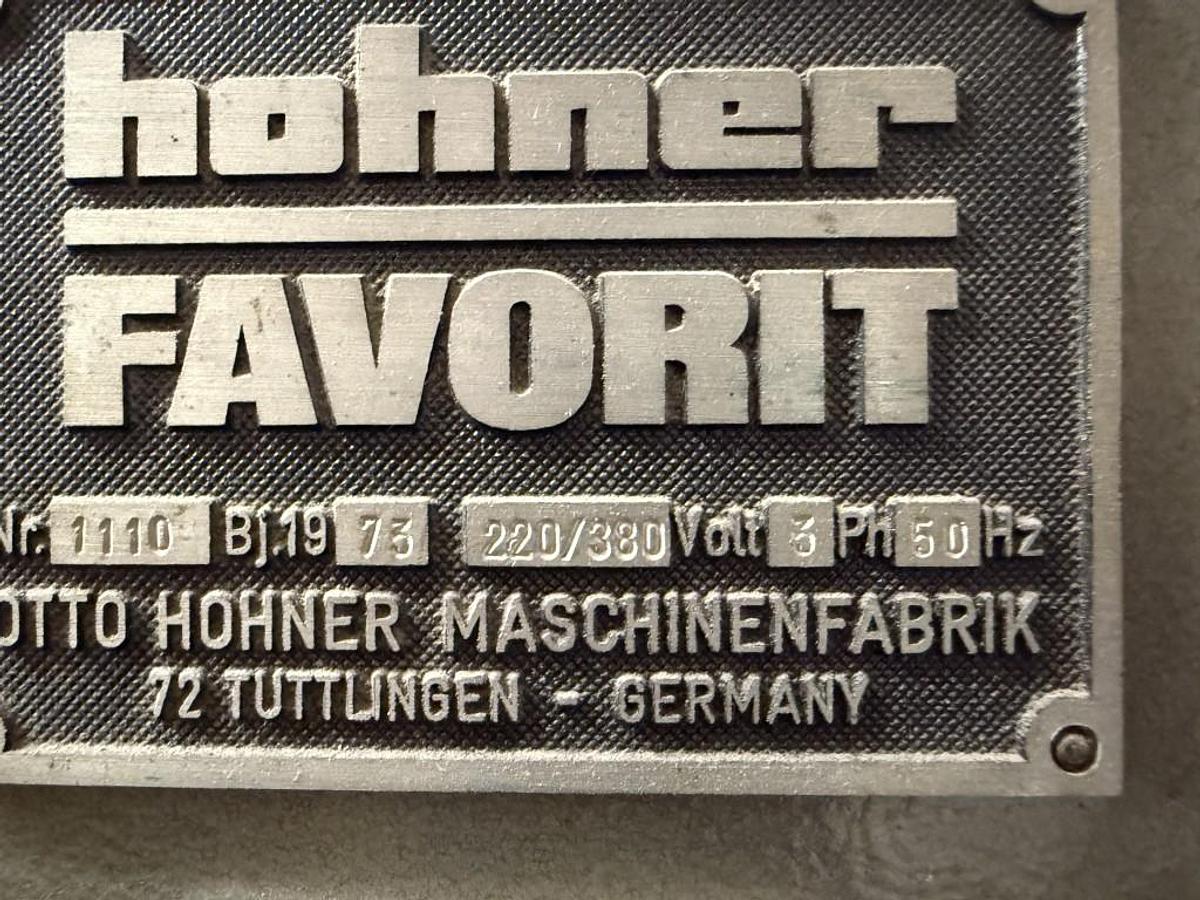 hohner
FAVORIT
Nr. 1110 Bj.19 73 220/380 Volt 3 Ph 50 Hz
OTTO HOHNER MASCHINENFABRIK
72 TUTTLINGEN - GERMANY